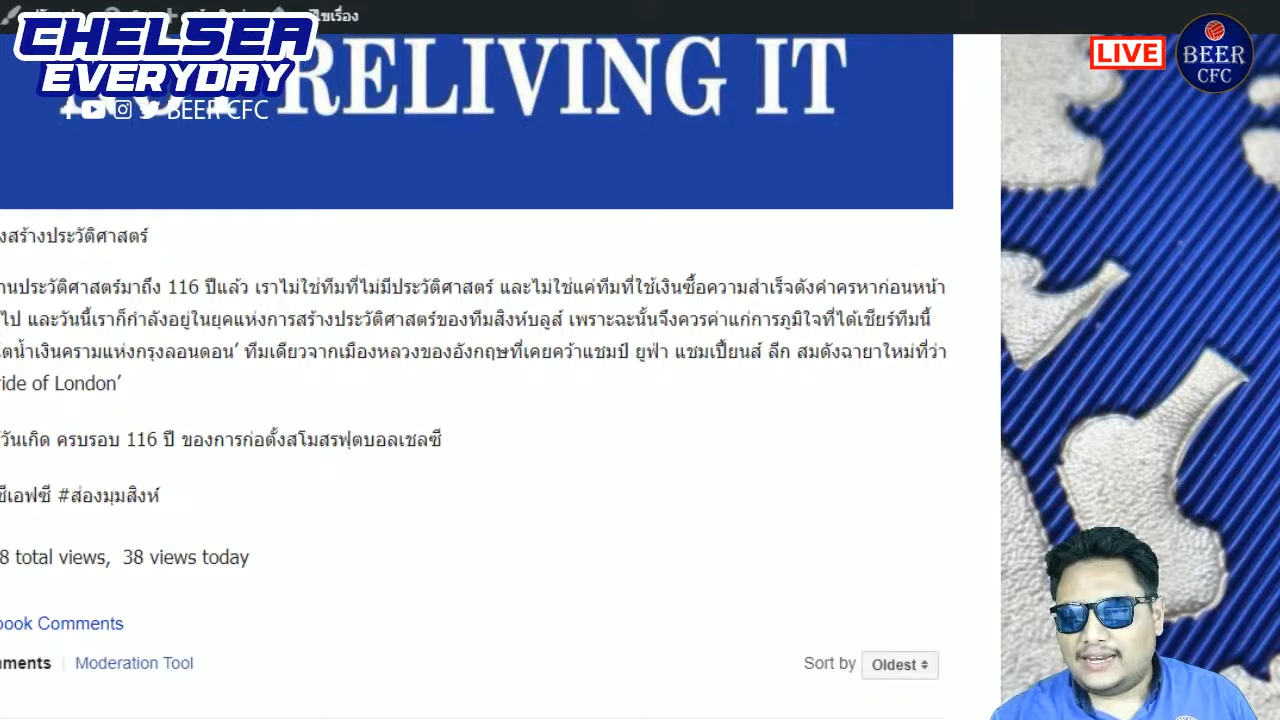 ไขเรื่อง
CHELSEA
EVERYDAY
BEER CFC
LIVE
BEER
CFC
RELIVING IT
งสร้างประวัติศาสตร์
านประวัติศาสตร์มาถึง 116 ปีแล้ว เราไม่ใช่ทีมที่ไม่มีประวัติศาสตร์ และไม่ใช่แค่ทีมที่ใช้เงินซื้อความสำเร็จดังคำครหาก่อนหน้า
ไป และวันนี้เราก็กำลังอยู่ในยุคแห่งการสร้างประวัติศาสตร์ของทีมสิงห์บลูส์ เพราะฉะนั้นจึงควรค่าแก่การภูมิใจที่ได้เชียร์ทีมนี้
โตน้ำเงินครามแห่งกรุงลอนดอน’ ทีมเดียวจากเมืองหลวงของอังกฤษที่เคยคว้าแชมป์ ยูฟ่า แชมเปี้ยนส์ ลีก สมดังฉายาใหม่ที่ว่า
ride of London’
วันเกิด ครบรอบ 116 ปี ของการก่อตั้งสโมสรฟุตบอลเชลซี
ซีเอฟซี #ส่องมุมสิงห์
8 total views, 38 views today
book Comments
mments
Moderation Tool
Sort by
Oldest